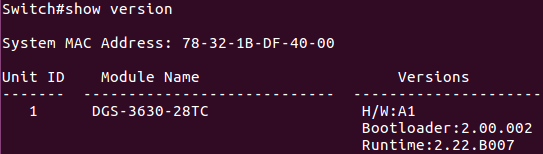 Switch#show version
System MAC Address: 78-32-1B-DF-40-00
Unit ID Module Name Versions
------- ---------------------------- ---------------------
1 DGS-3630-28TC H/W:A1
Bootloader:2.00.002
Runtime:2.22.B007